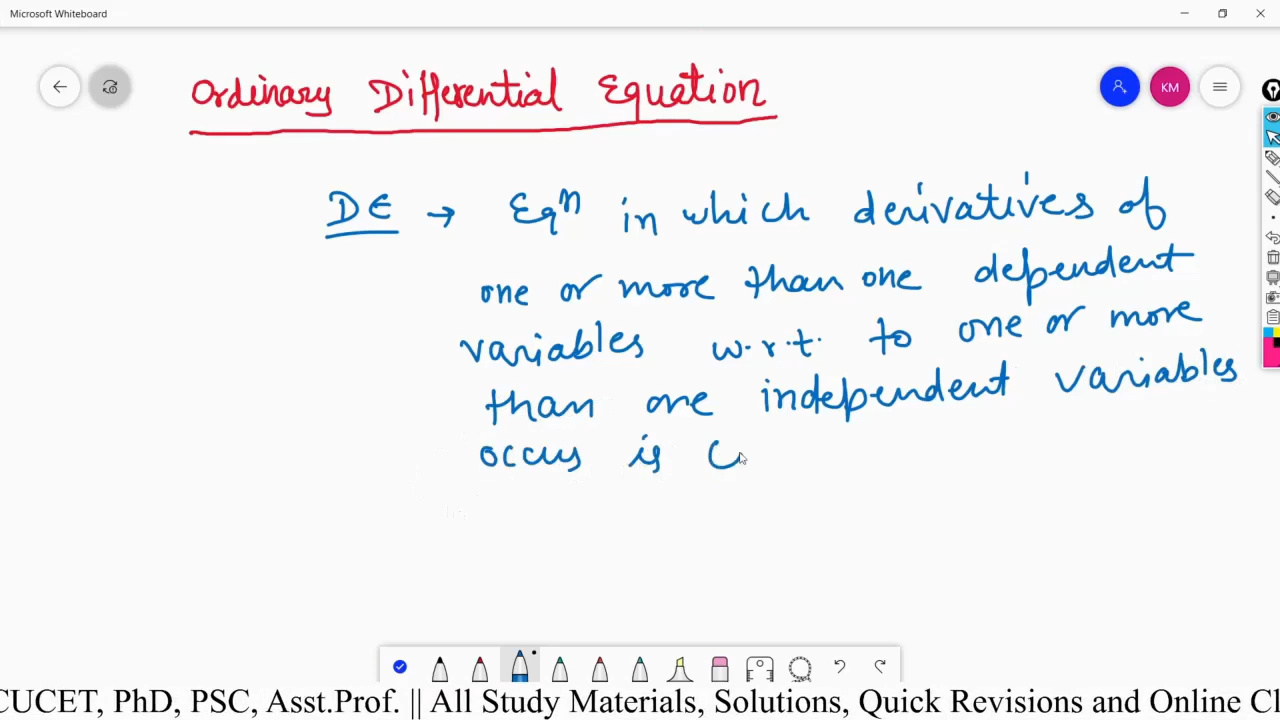 Microsoft Whiteboard
KM
Ordinary Differential Equation
DE → Eqⁿ in which derivatives of
one or more than one dependent
variables w.r.t. to one or more
than one independent variables
occus is C
CUCET, PhD, PSC, Asst.Prof. || All Study Materials, Solutions, Quick Revisions and Online Cl